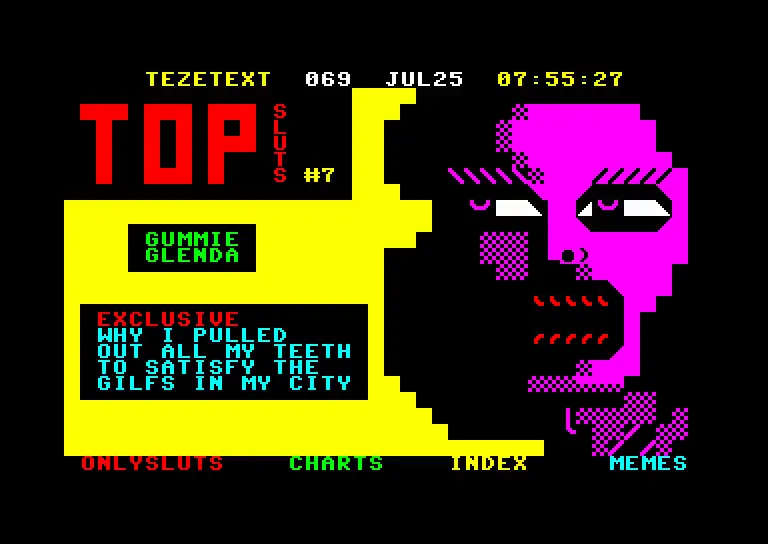 TEZETEXT 069 JUL25 07:55:27
TOP SLUTS #7
GUMMIE
GLENDA
EXCLUSIVE
WHY I PULLED
OUT ALL MY TEETH
TO SATISFY THE
GILFS IN MY CITY
ONLYSLUTS CHARTS INDEX MEMES